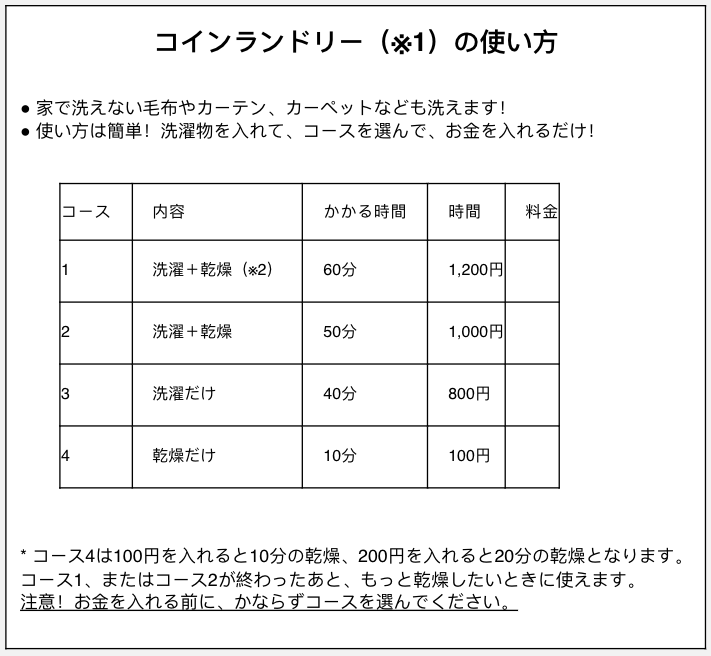 コインランドリー（※1）の使い方
● 家で洗えない毛布やカーテン、カーペットなども洗えます！
● 使い方は簡単！洗濯物を入れて、コースを選んで、お金を入れるだけ！
コース 内容 かかる時間 時間 料金
1 洗濯＋乾燥（※2） 60分 1,200円
2 洗濯＋乾燥 50分 1,000円
3 洗濯だけ 40分 800円
4 乾燥だけ 10分 100円
* コース4は100円を入れると10分の乾燥、200円を入れると20分の乾燥となります。
コース1、またはコース2が終わったあと、もっと乾燥したいときに使えます。
注意！お金を入れる前に、かならずコースを選んでください。